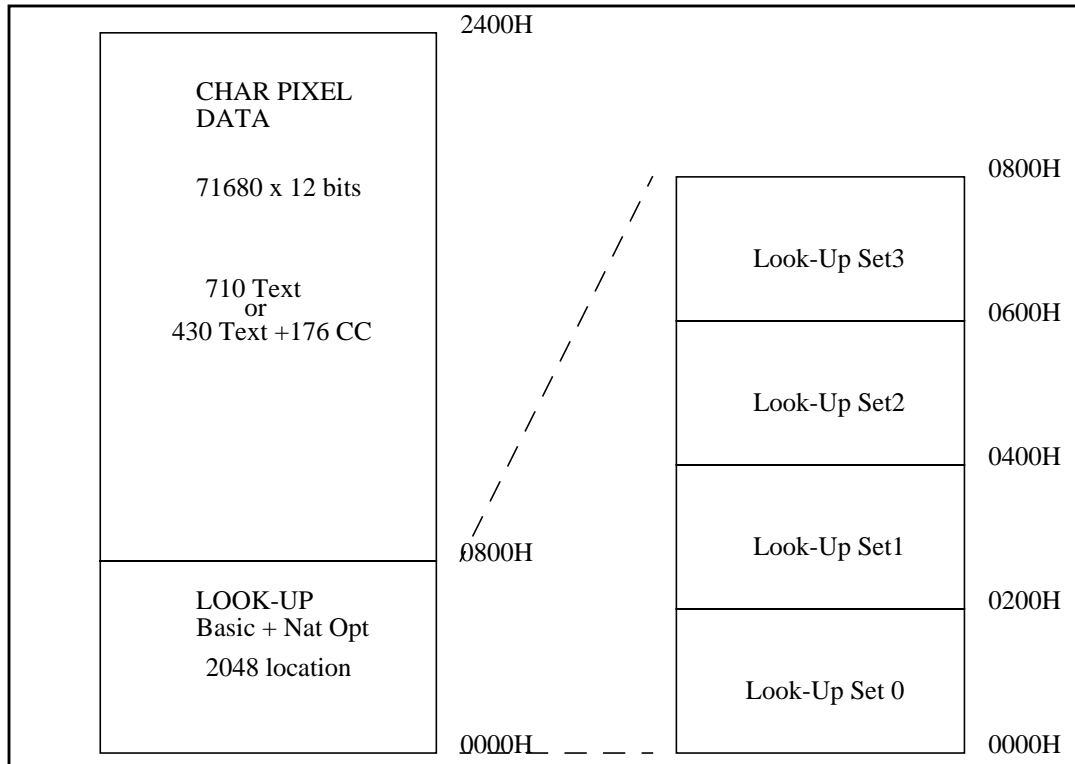 2400H
CHAR PIXEL
DATA
71680 x 12 bits
710 Text
or
430 Text +176 CC
0800H
LOOK-UP
Basic + Nat Opt
2048 location
0000H
0800H
Look-Up Set3
0600H
Look-Up Set2
0400H
Look-Up Set1
0200H
Look-Up Set 0
0000H